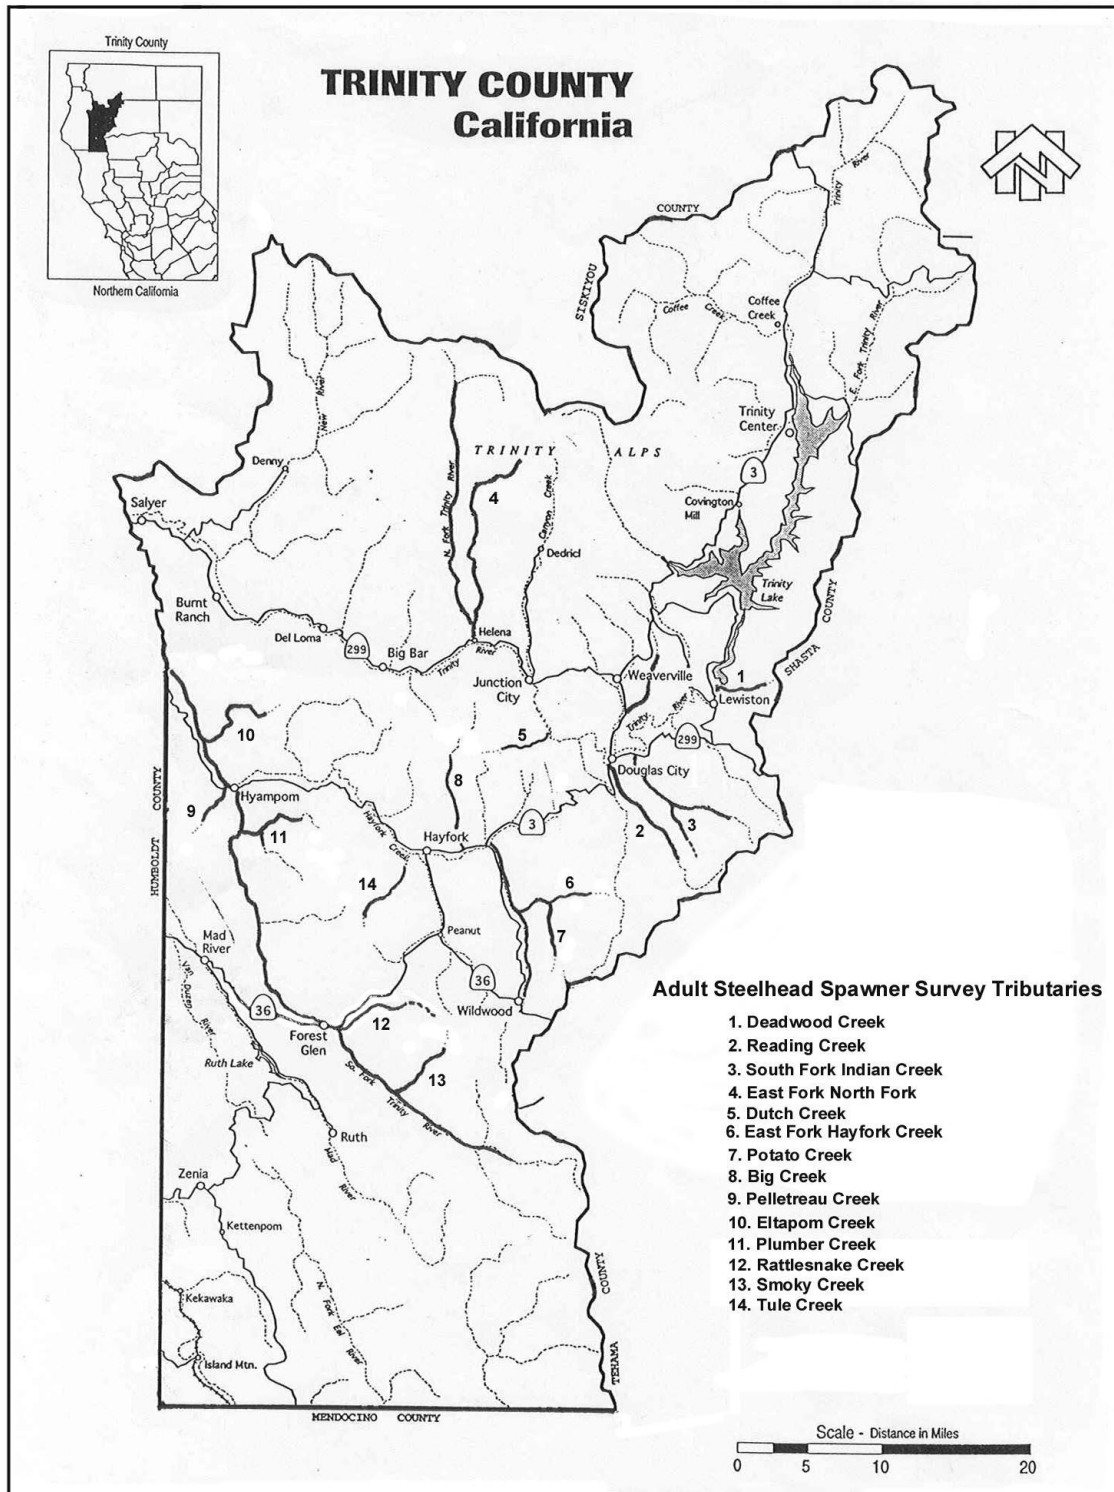 Trinity County
Northern California
TRINITY COUNTY
California
COUNTY
SISKIYOU
Trinity
River
Coffee
Creek
Coffee
Creek
E. Fork Trinity River
Trinity
Center
3
Covington
Mill
Trinity
Lake
SHASTA COUNTY
New River
Denny
Salyer
Burnt
Ranch
Del Loma
299
Big Bar
N. Fork Trinity River
TRINITY ALPS
4
Canyon Creek
Dedricl
Helena
Trinity
River
Junction
City
Weaverville
1
Lewiston
Trinity
River
299
Douglas City
10
5
8
9
Hyampom
11
Hayfork
Creek
Hayfork
3
2
3
14
6
7
HUMBOLDT COUNTY
Mad
River
Van Duzen
River
36
Peanut
36
Wildwood
12
Forest
Glen
Ruth Lake
13
So. Fork
Trinity
River
Ruth
Mad
River
Zenia
Kettenpom
Kekawaka
Island Mtn.
N. Fork Eel
River
TEHAMA COUNTY
MENDOCINO COUNTY
Adult Steelhead Spawner Survey Tributaries
1. Deadwood Creek
2. Reading Creek
3. South Fork Indian Creek
4. East Fork North Fork
5. Dutch Creek
6. East Fork Hayfork Creek
7. Potato Creek
8. Big Creek
9. Pelletreau Creek
10. Eltapom Creek
11. Plumber Creek
12. Rattlesnake Creek
13. Smoky Creek
14. Tule Creek
Scale - Distance in Miles
0 5 10 20